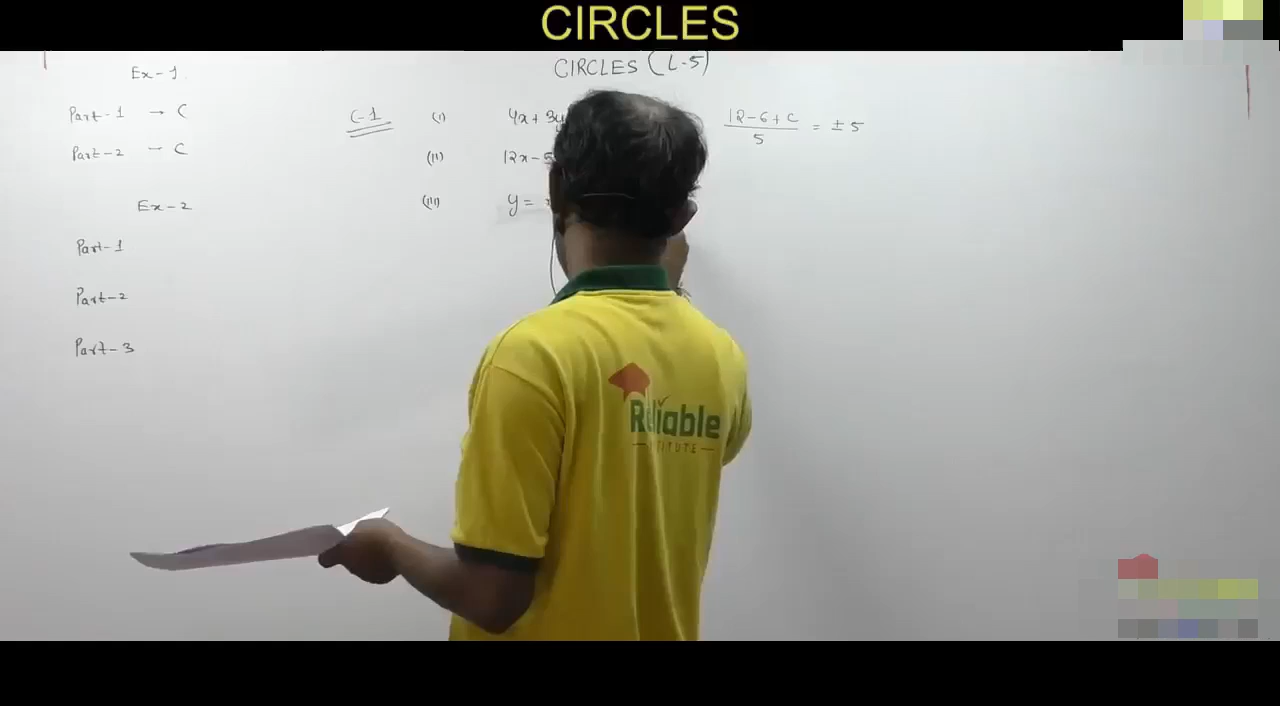 CIRCLES
CIRCLES (L-5)
Ex-1
Part-1 → C
Part-2 - C
Ex-2
Part-1
Part-2
Part-3
C-1 (i) 4x+3y
12-6+C / 5 = ± 5
(ii) 12x-5
(iii) y =
Reliable